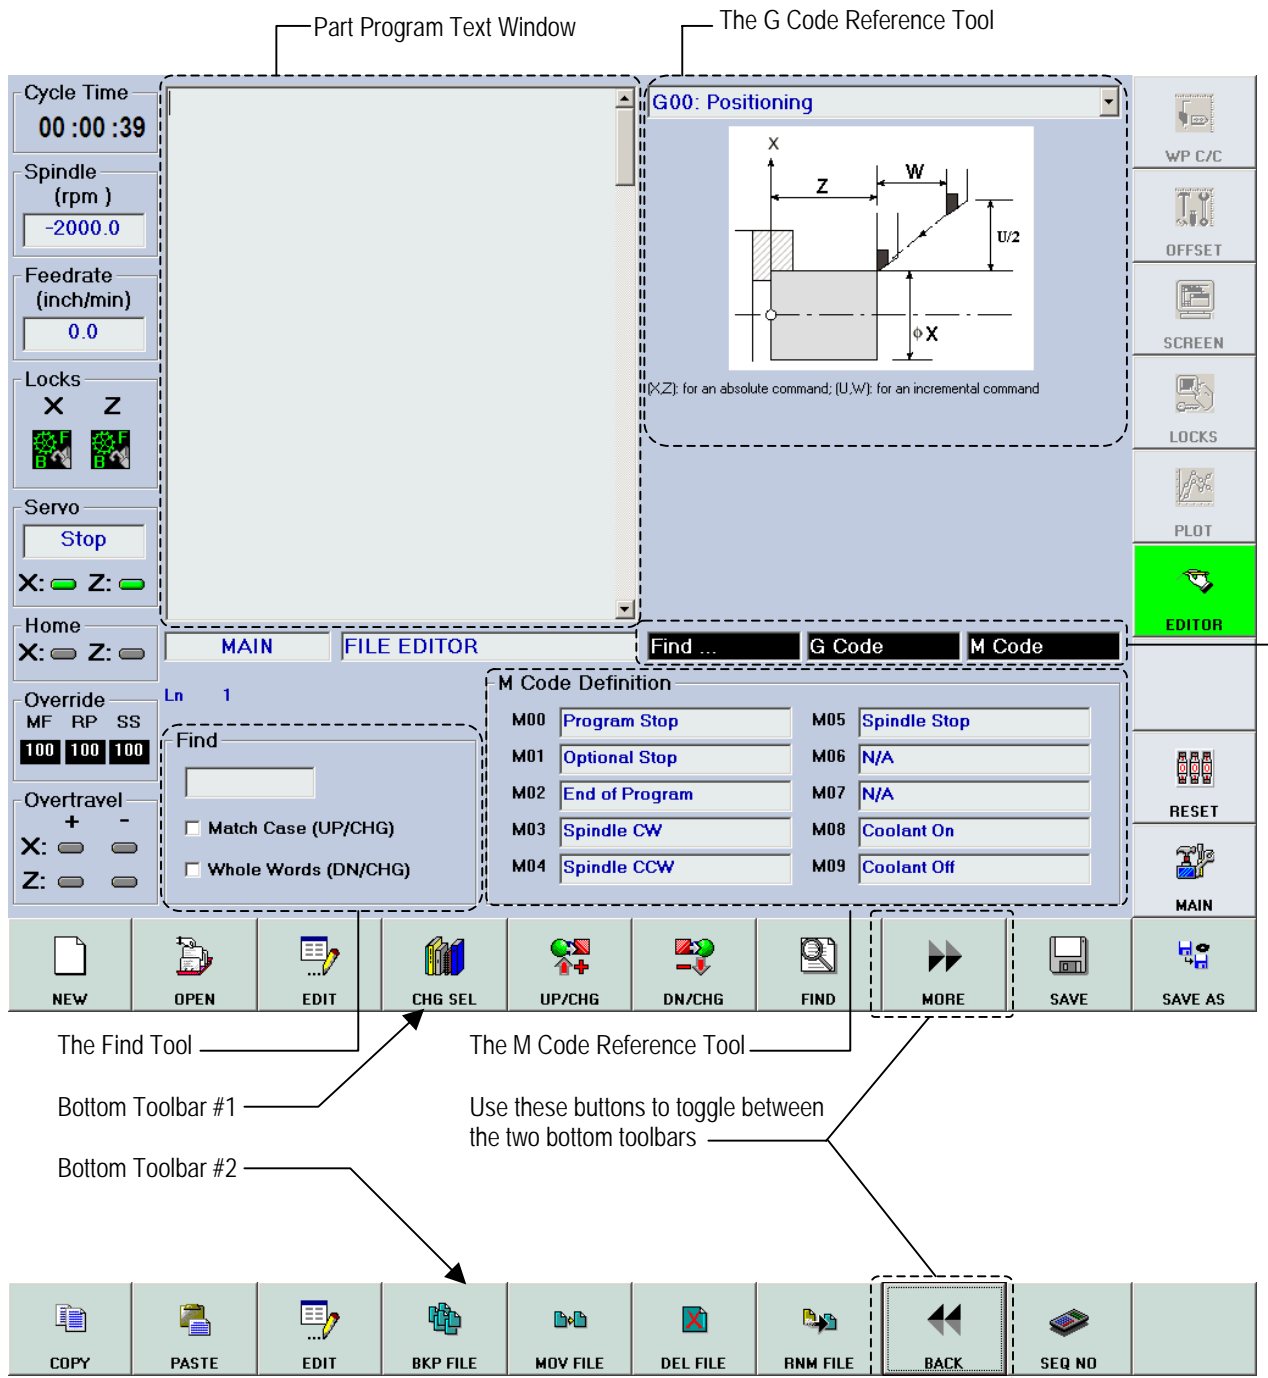 Part Program Text Window
The G Code Reference Tool
Cycle Time
00 :00 :39
Spindle
(rpm )
-2000.0
Feedrate
(inch/min)
0.0
Locks
X Z
F B F B
Servo
Stop
X: Z:
Home
X: Z:
Override
MF RP SS
100 100 100
Overtravel
+ -
X:
Z:
G00: Positioning
X
Z
W
U/2
ϕ X
(X,Z): for an absolute command; (U,W): for an incremental command
WP C/C
OFFSET
SCREEN
LOCKS
PLOT
EDITOR
RESET
MAIN
MAIN FILE EDITOR
Find ... G Code M Code
Ln 1
Find
Match Case (UP/CHG)
Whole Words (DN/CHG)
M Code Definition
M00 Program Stop M05 Spindle Stop
M01 Optional Stop M06 N/A
M02 End of Program M07 N/A
M03 Spindle CW M08 Coolant On
M04 Spindle CCW M09 Coolant Off
NEW OPEN EDIT CHG SEL UP/CHG DN/CHG FIND MORE SAVE SAVE AS
The Find Tool
The M Code Reference Tool
Bottom Toolbar #1
Use these buttons to toggle between
the two bottom toolbars
Bottom Toolbar #2
COPY PASTE EDIT BKP FILE MOV FILE DEL FILE RNM FILE BACK SEQ NO